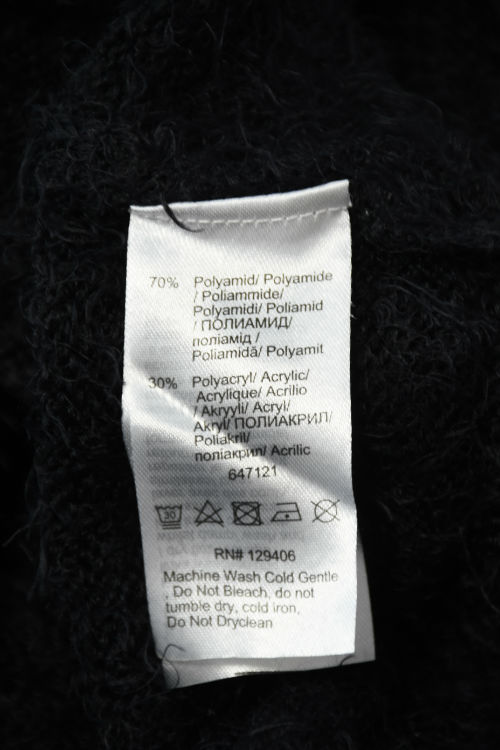 70% Polyamid/ Polyamide
/ Poliammide/
Polyamidi/ Poliamid
/ ПОЛИАМИД/
поліамід /
Poliamidă/ Polyamit
30% Polyacryl/ Acrylic/
Acrylique/ Acrilio
/ Akryyli/ Acryl/
Akryl/ ПОЛИАКРИЛ/
Poliakril/
поліакрил/ Acrilic
647121
30
RN# 129406
Machine Wash Cold Gentle
, Do Not Bleach, do not
tumble dry, cold iron,
Do Not Dryclean